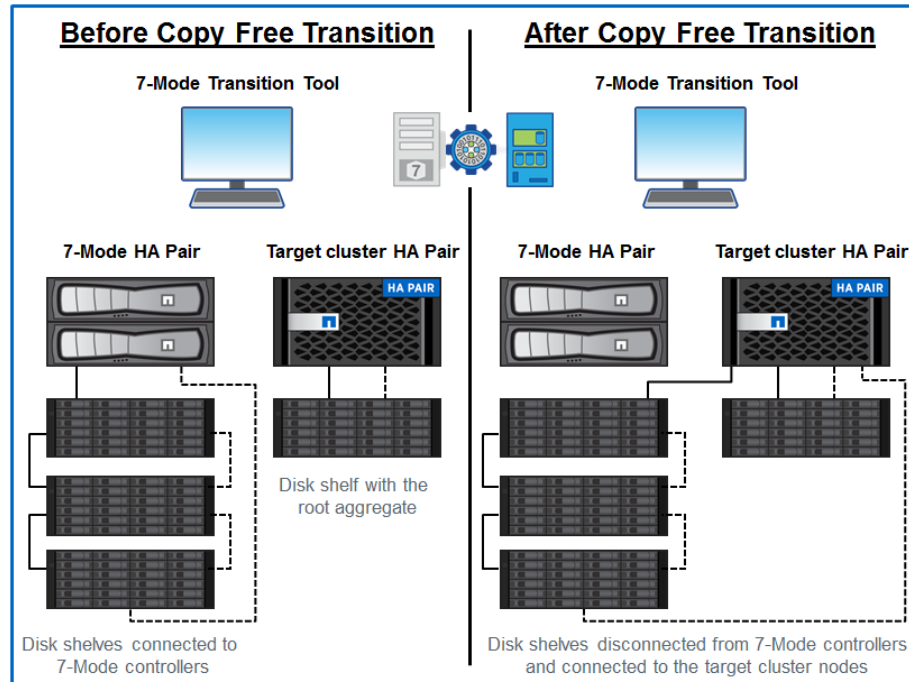 Before Copy Free Transition
7-Mode Transition Tool
7
7-Mode HA Pair
Target cluster HA Pair
HA PAIR
Disk shelf with the
root aggregate
Disk shelves connected to
7-Mode controllers
After Copy Free Transition
7-Mode Transition Tool
7-Mode HA Pair
Target cluster HA Pair
HA PAIR
Disk shelves disconnected from 7-Mode controllers
and connected to the target cluster nodes